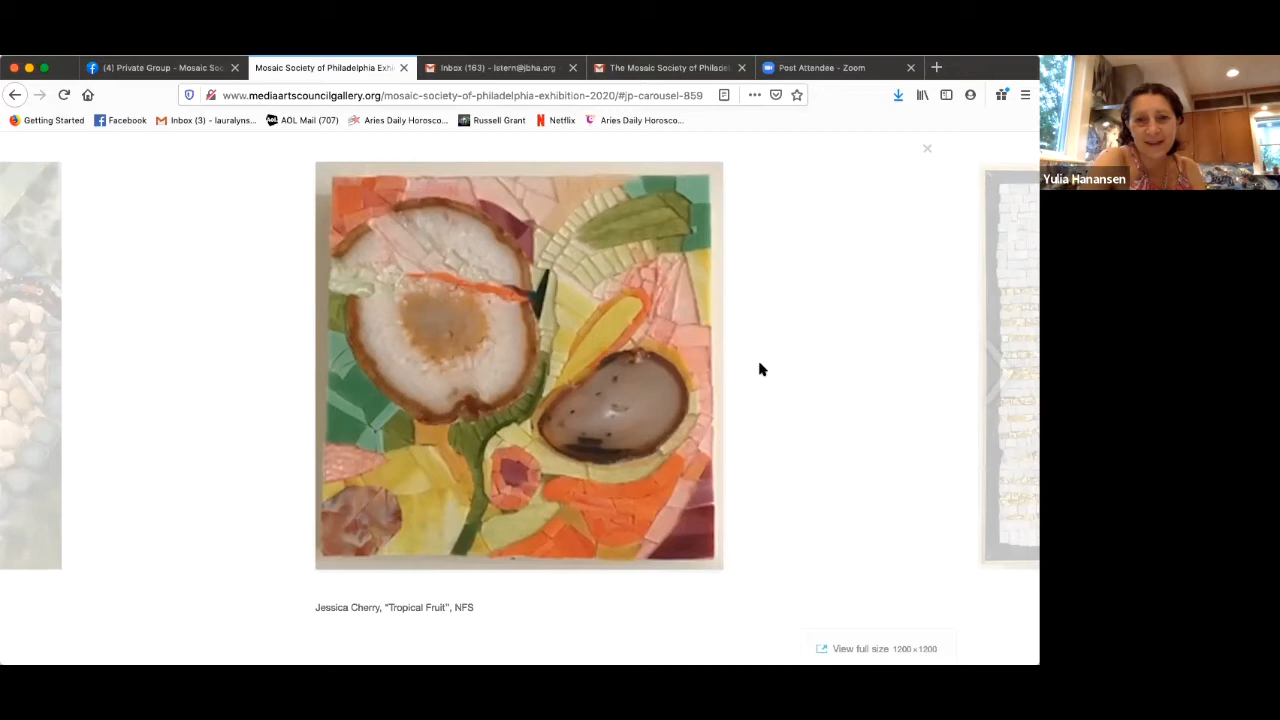 (4) Private Group - Mosaic Soc
Mosaic Society of Philadelphia Exhi
Inbox (163) - lstern@jbha.org
The Mosaic Society of Philadel
Post Attendee - Zoom
www.mediaartscouncilgallery.org/mosaic-society-of-philadelphia-exhibition-2020/#jp-carousel-859
Getting Started
Facebook
Inbox (3) - lauralyns...
AOL Mail (707)
Aries Daily Horosco...
Russell Grant
Netflix
Aries Daily Horosco...
Yulia Hanansen
Jessica Cherry, “Tropical Fruit”, NFS
View full size 1200×1200